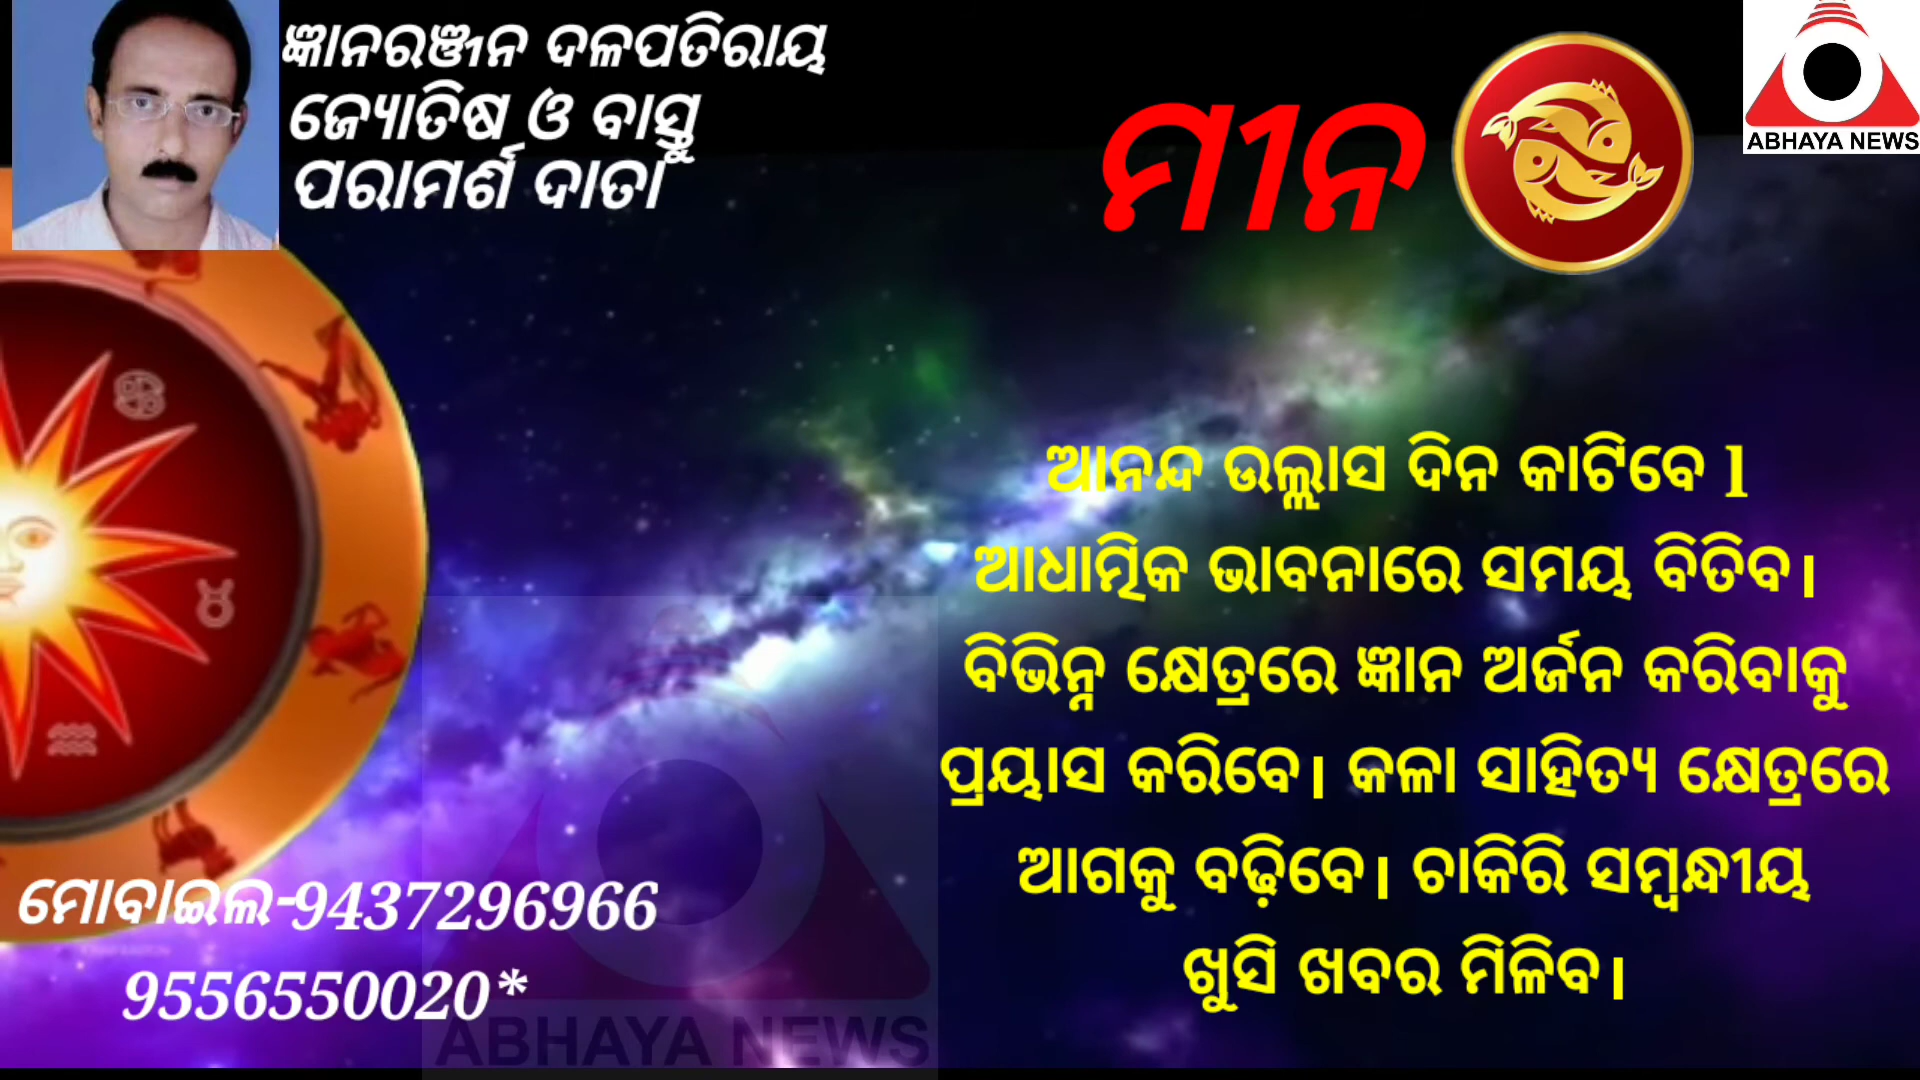 ଜ୍ଞାନରଞ୍ଜନ ଦଳପତିରାୟ
ଜ୍ୟୋତିଷ ଓ ବାସ୍ତୁ
ପରାମର୍ଶ ଦାତା
ମୀନ
ABHAYA NEWS
ଆନନ୍ଦ ଉଲ୍ଲାସ ଦିନ କାଟିବେ l
ଆଧାତ୍ମିକ ଭାବନାରେ ସମୟ ବିତିବ।
ବିଭିନ୍ନ କ୍ଷେତ୍ରରେ ଜ୍ଞାନ ଅର୍ଜନ କରିବାକୁ
ପ୍ରୟାସ କରିବେ। କଳା ସାହିତ୍ୟ କ୍ଷେତ୍ରରେ
ଆଗକୁ ବଢ଼ିବେ। ଚାକିରି ସମ୍ବନ୍ଧୀୟ
ଖୁସି ଖବର ମିଳିବ।
ମୋବାଇଲ-9437296966
9556550020*
ABHAYA NEWS